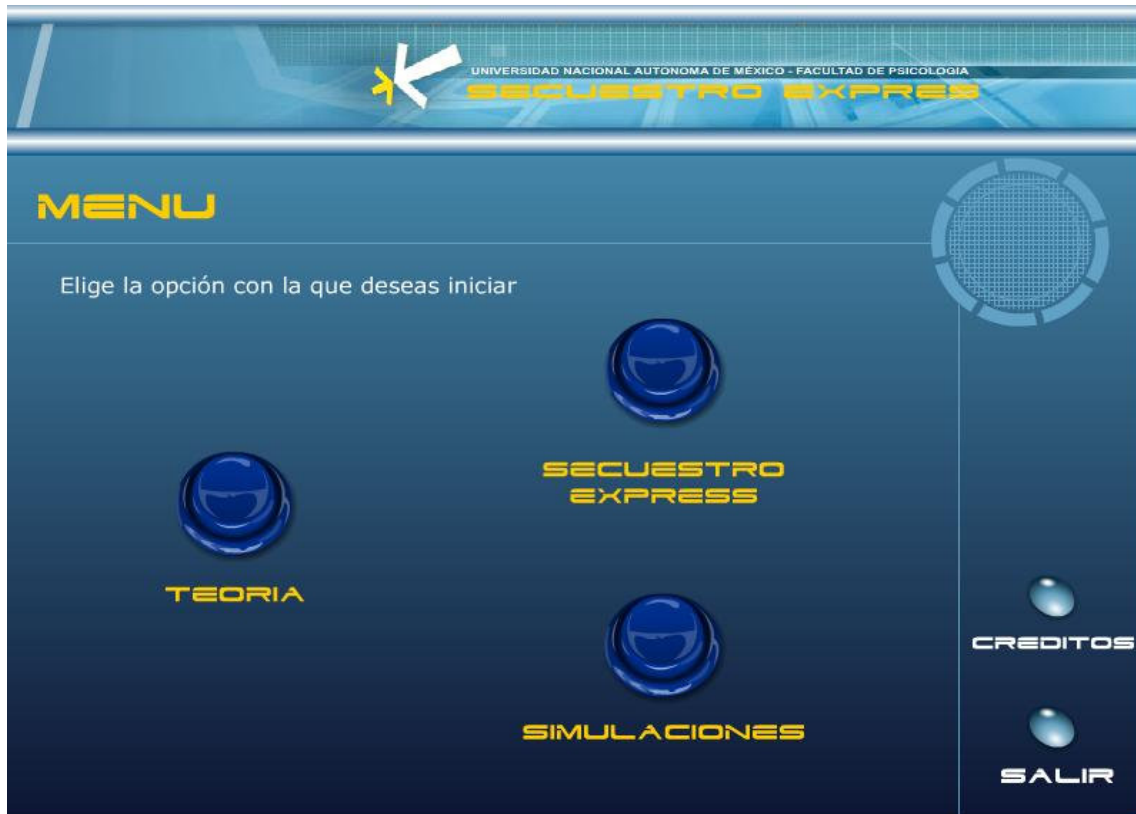 UNIVERSIDAD NACIONAL AUTONOMA DE MÉXICO - FACULTAD DE PSICOLOGIA
SECUESTRO EXPRES
MENU
Elige la opción con la que deseas iniciar
SECUESTRO
EXPRESS
TEORIA
SIMULACIONES
CREDITOS
SALIR